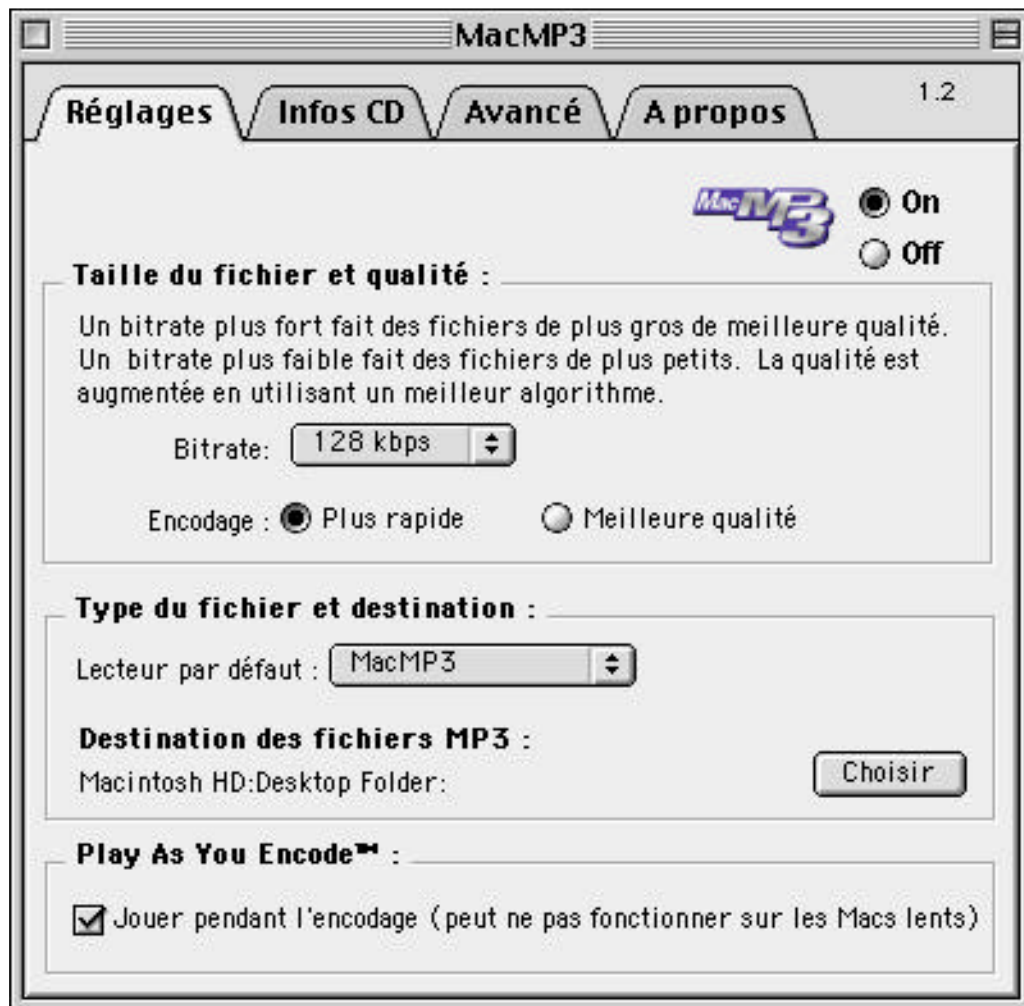 MacMP3
Réglages Infos CD Avancé A propos 1.2
Mac MP3
On
Off
Taille du fichier et qualité :
Un bitrate plus fort fait des fichiers de plus gros de meilleure qualité.
Un bitrate plus faible fait des fichiers de plus petits. La qualité est
augmentée en utilisant un meilleur algorithme.
Bitrate: 128 kbps
Encodage : Plus rapide Meilleure qualité
Type du fichier et destination :
Lecteur par défaut : MacMP3
Destination des fichiers MP3 :
Macintosh HD:Desktop Folder:
Choisir
Play As You Encode™ :
Jouer pendant l'encodage (peut ne pas fonctionner sur les Macs lents)